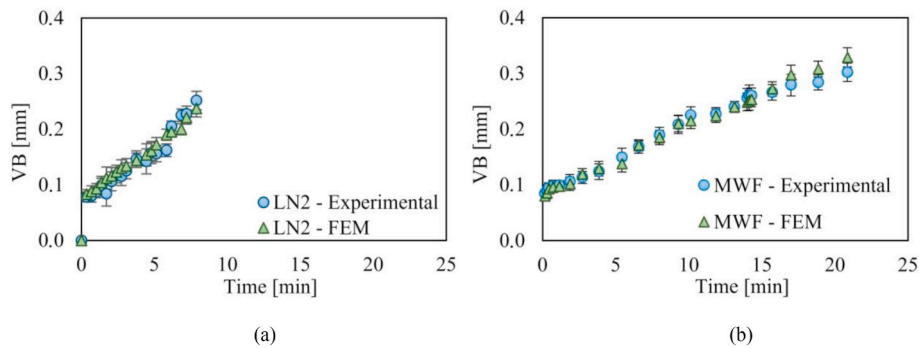 0.4
0.3
0.2
0.1
0.0
VB [mm]
LN2 - Experimental
LN2 - FEM
0 5 10 15 20 25
Time [min]
(a)
0.4
0.3
0.2
0.1
0.0
VB [mm]
MWF - Experimental
MWF - FEM
0 5 10 15 20 25
Time [min]
(b)